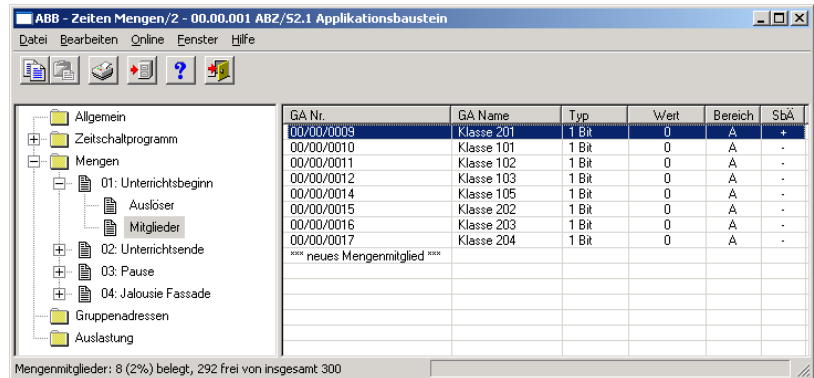 ABB - Zeiten Mengen/2 - 00.00.001 ABZ/S2.1 Applikationsbaustein
Datei Bearbeiten Online Fenster Hilfe
Allgemein
Zeitschaltprogramm
Mengen
01: Unterrichtsbeginn
Auslöser
Mitglieder
02: Unterrichtsende
03: Pause
04: Jalousie Fassade
Gruppenadressen
Auslastung
GA Nr. GA Name Typ Wert Bereich SbÄ
00/00/0009 Klasse 201 1 Bit 0 A +
00/00/0010 Klasse 101 1 Bit 0 A -
00/00/0011 Klasse 102 1 Bit 0 A -
00/00/0012 Klasse 103 1 Bit 0 A -
00/00/0014 Klasse 105 1 Bit 0 A -
00/00/0015 Klasse 202 1 Bit 0 A -
00/00/0016 Klasse 203 1 Bit 0 A -
00/00/0017 Klasse 204 1 Bit 0 A -
*** neues Mengenmitglied ***
Mengenmitglieder: 8 (2%) belegt, 292 frei von insgesamt 300